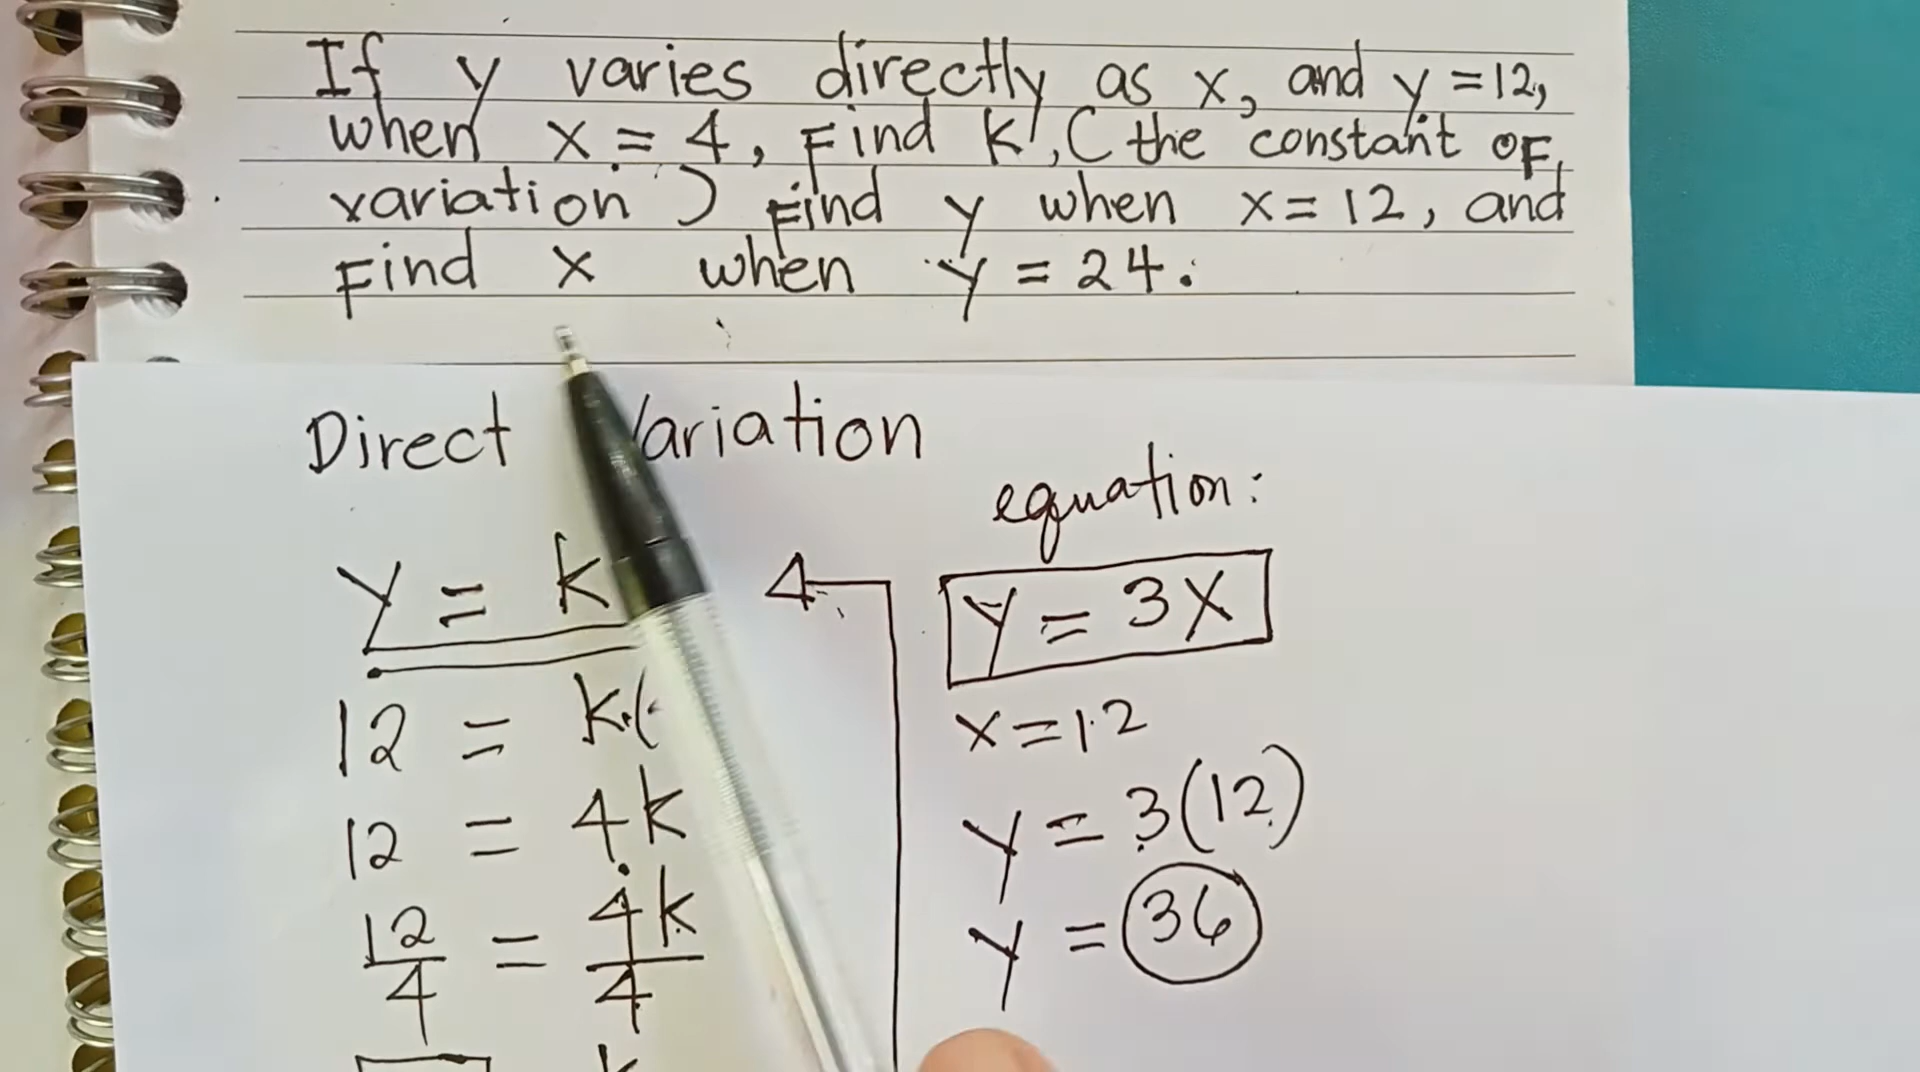 If y varies directly as x, and y = 12,
when x = 4, Find k, (the constant of
variation) Find y when x = 12, and
Find x when y = 24.
Direct Variation
y = k
12 = k(
12 = 4k
12/4 = 4k/4
k
4
equation:
y = 3x
x = 12
y = 3(12)
y = 36